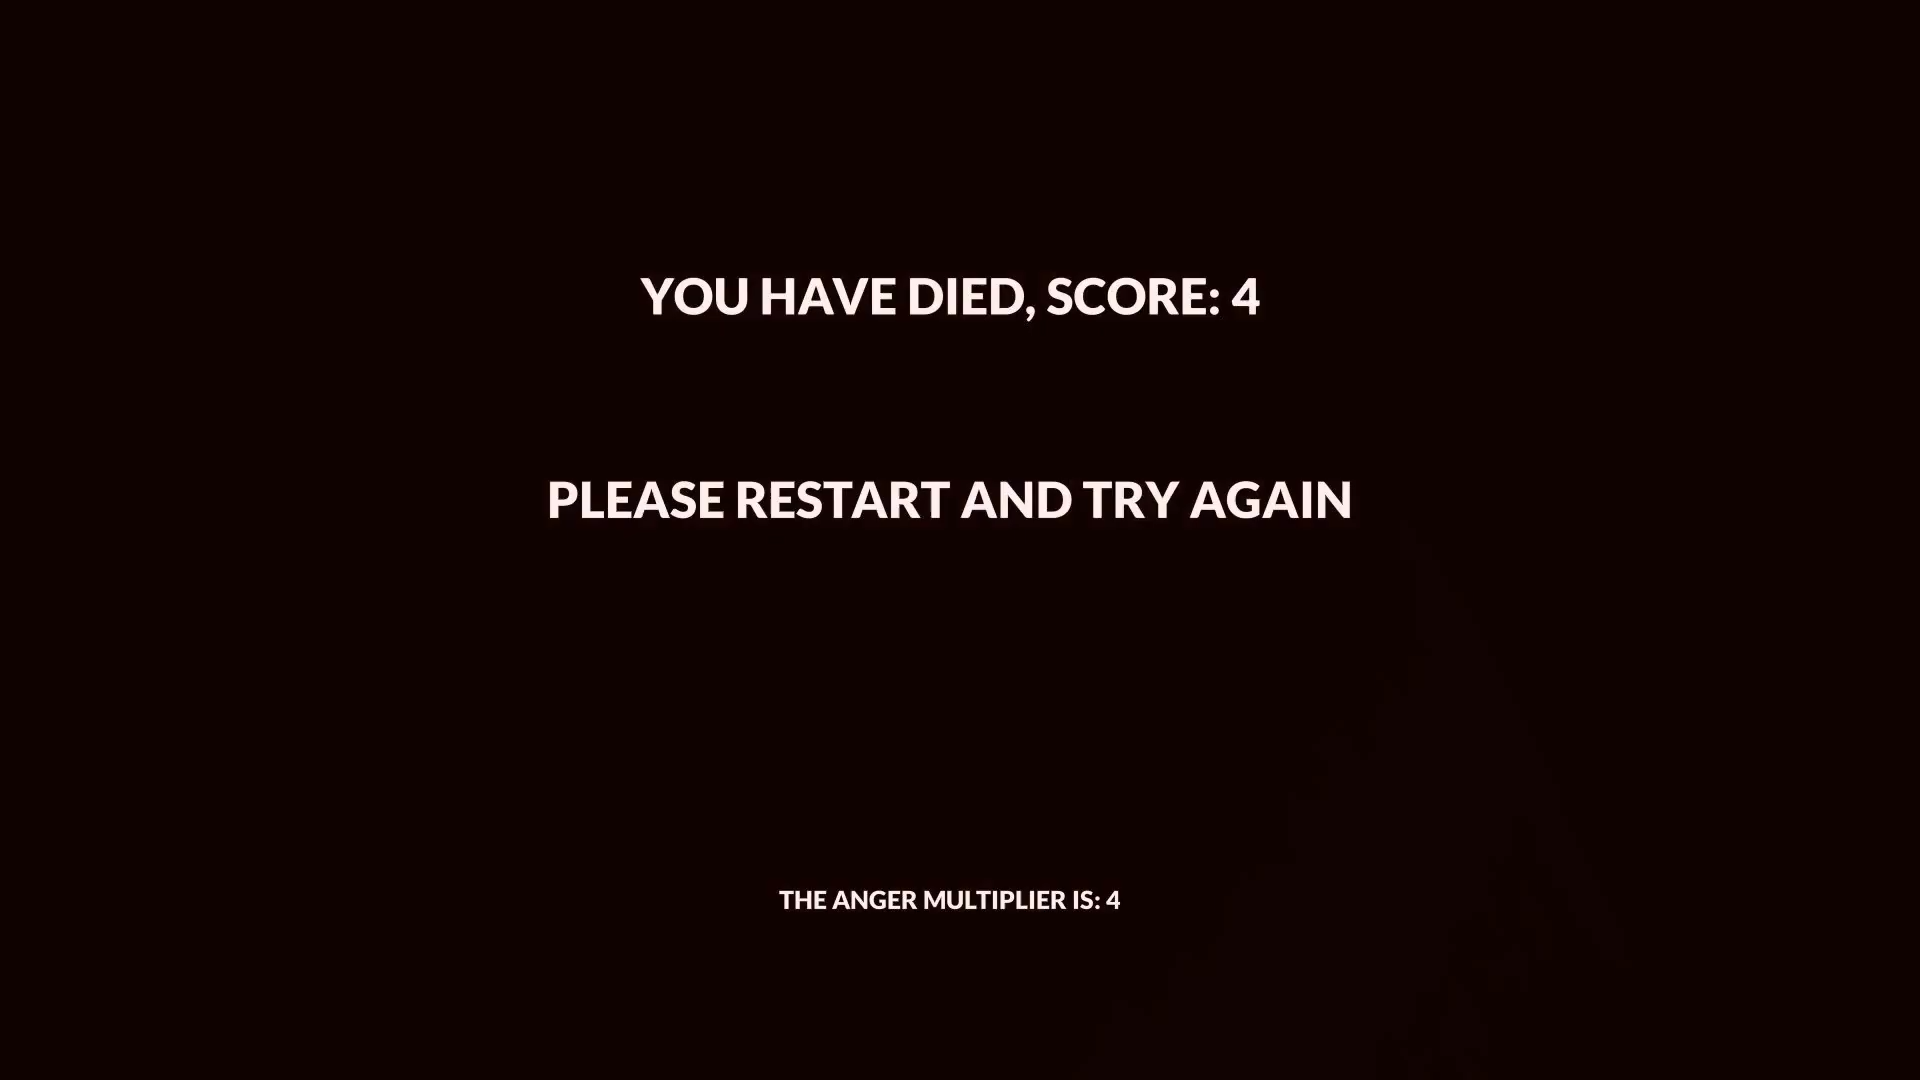 YOU HAVE DIED, SCORE: 4
PLEASE RESTART AND TRY AGAIN
THE ANGER MULTIPLIER IS: 4